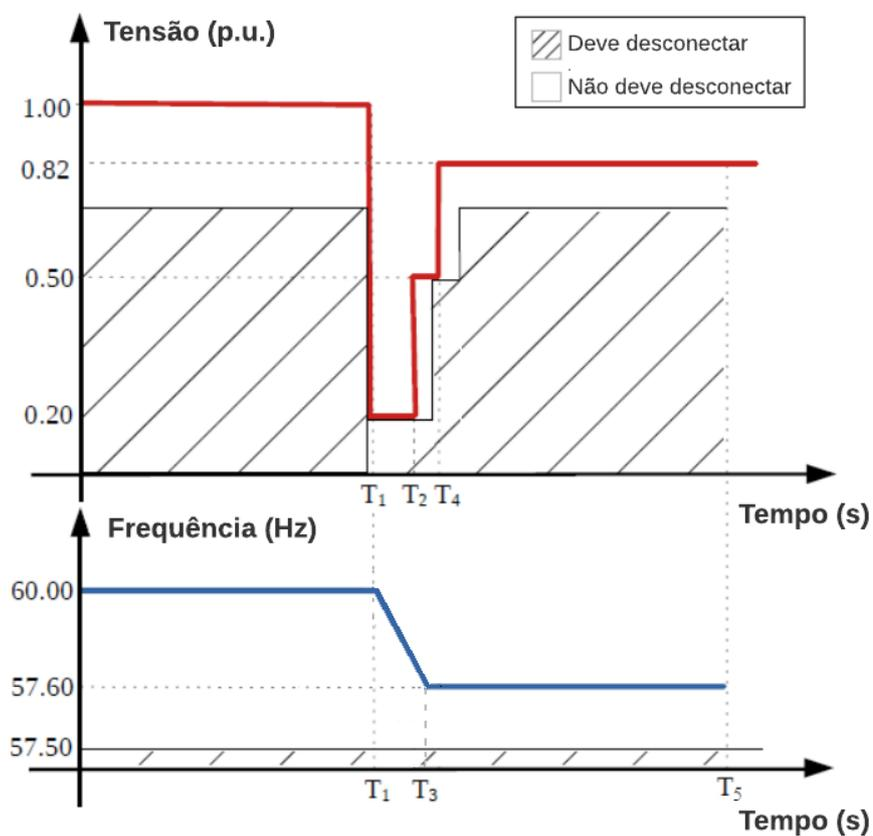 Tensão (p.u.)
Deve desconectar
Não deve desconectar
1.00
0.82
0.50
0.20
T1 T2 T4
Tempo (s)
Frequência (Hz)
60.00
57.60
57.50
T1 T3 T5
Tempo (s)